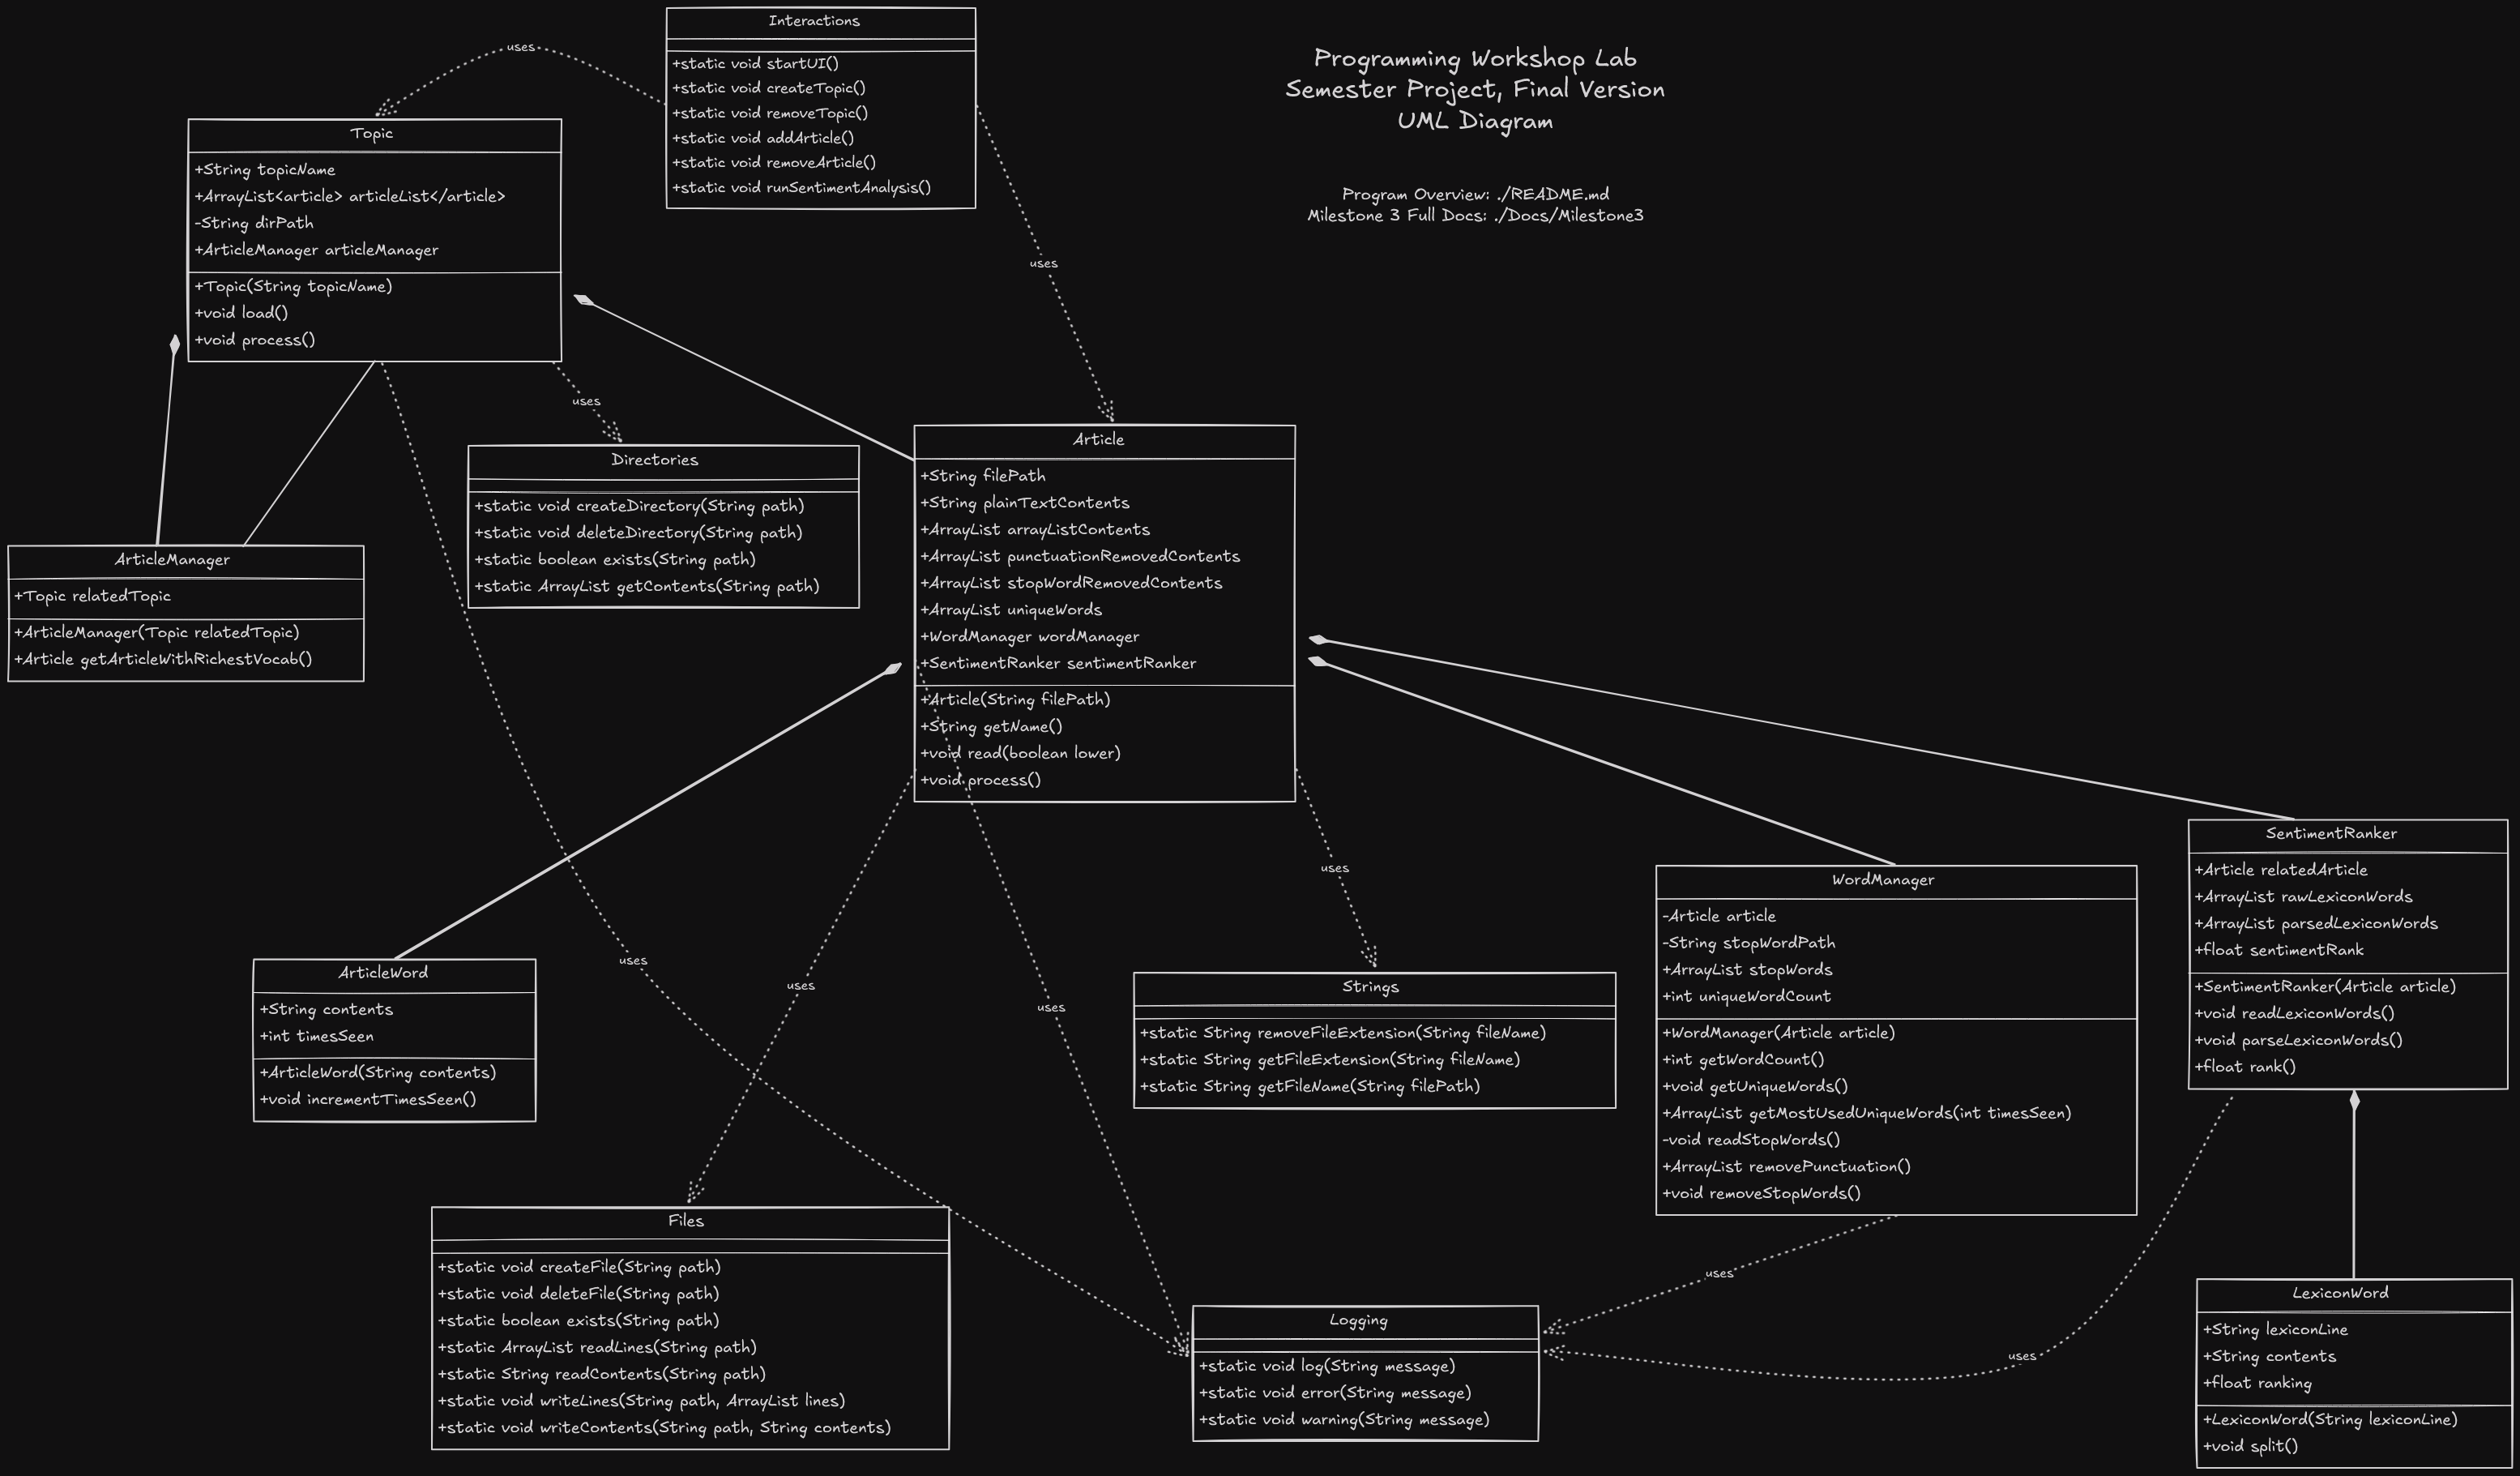 Interactions
+static void startUI()
+static void createTopic()
+static void removeTopic()
+static void addArticle()
+static void removeArticle()
+static void runSentimentAnalysis()
Programming Workshop Lab
Semester Project, Final Version
UML Diagram
Program Overview: ./README.md
Milestone 3 Full Docs: ./Docs/Milestone3
uses
uses
Topic
+String topicName
+ArrayList<article> articleList</article>
-String dirPath
+ArticleManager articleManager
+Topic(String topicName)
+void load()
+void process()
uses
Directories
+static void createDirectory(String path)
+static void deleteDirectory(String path)
+static boolean exists(String path)
+static ArrayList getContents(String path)
Article
+String filePath
+String plainTextContents
+ArrayList arrayListContents
+ArrayList punctuationRemovedContents
+ArrayList stopWordRemovedContents
+ArrayList uniqueWords
+WordManager wordManager
+SentimentRanker sentimentRanker
+Article(String filePath)
+String getName()
+void read(boolean lower)
+void process()
ArticleManager
+Topic relatedTopic
+ArticleManager(Topic relatedTopic)
+Article getArticleWithRichestVocab()
uses
uses
uses
uses
ArticleWord
+String contents
+int timesSeen
+ArticleWord(String contents)
+void incrementTimesSeen()
Strings
+static String removeFileExtension(String fileName)
+static String getFileExtension(String fileName)
+static String getFileName(String filePath)
WordManager
-Article article
-String stopWordPath
+ArrayList stopWords
+int uniqueWordCount
+WordManager(Article article)
+int getWordCount()
+void getUniqueWords()
+ArrayList getMostUsedUniqueWords(int timesSeen)
-void readStopWords()
+ArrayList removePunctuation()
+void removeStopWords()
SentimentRanker
+Article relatedArticle
+ArrayList rawLexiconWords
+ArrayList parsedLexiconWords
+float sentimentRank
+SentimentRanker(Article article)
+void readLexiconWords()
+void parseLexiconWords()
+float rank()
Files
+static void createFile(String path)
+static void deleteFile(String path)
+static boolean exists(String path)
+static ArrayList readLines(String path)
+static String readContents(String path)
+static void writeLines(String path, ArrayList lines)
+static void writeContents(String path, String contents)
uses
uses
Logging
+static void log(String message)
+static void error(String message)
+static void warning(String message)
LexiconWord
+String lexiconLine
+String contents
+float ranking
+LexiconWord(String lexiconLine)
+void split()